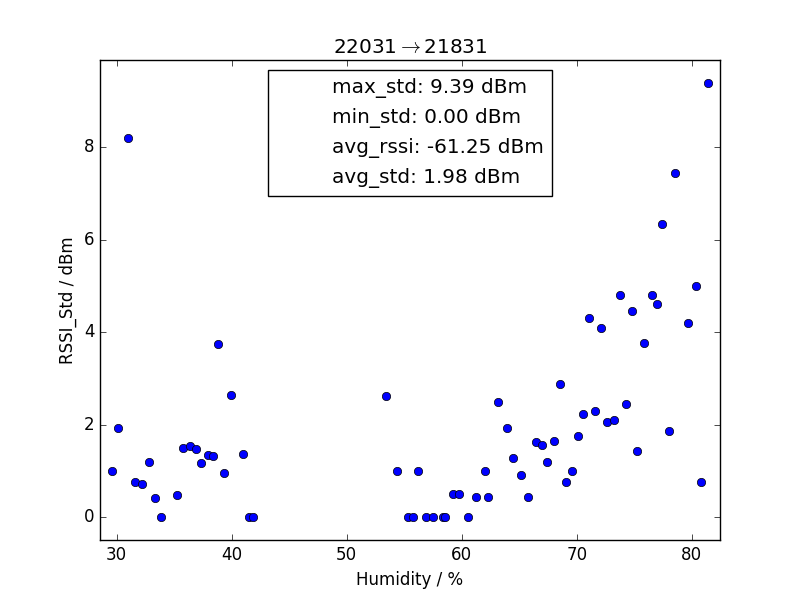 22031→21831
max_std: 9.39 dBm
min_std: 0.00 dBm
avg_rssi: -61.25 dBm
avg_std: 1.98 dBm
8
6
4
2
0
RSSI_Std / dBm
30 40 50 60 70 80
Humidity / %